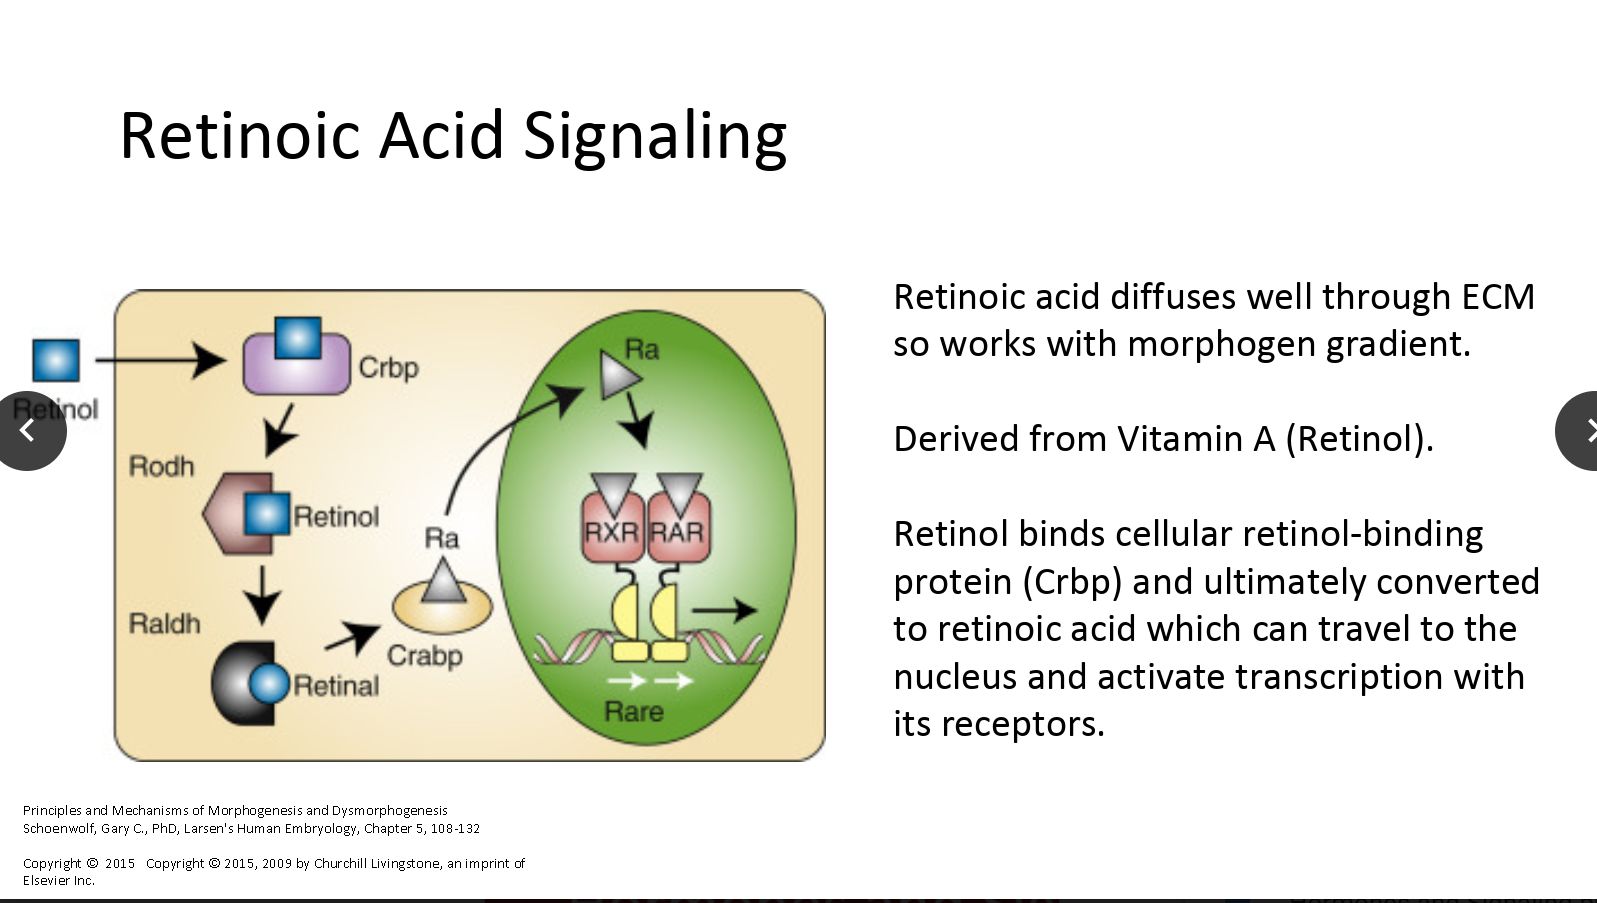 Retinoic Acid Signaling
Retinol
Crbp
Rodh
Retinol
Raldh
Retinal
Ra
Crabp
Ra
RXR RAR
Rare
Retinoic acid diffuses well through ECM
so works with morphogen gradient.
Derived from Vitamin A (Retinol).
Retinol binds cellular retinol-binding
protein (Crbp) and ultimately converted
to retinoic acid which can travel to the
nucleus and activate transcription with
its receptors.
Principles and Mechanisms of Morphogenesis and Dysmorphogenesis
Schoenwolf, Gary C., PhD, Larsen's Human Embryology, Chapter 5, 108-132
Copyright © 2015 Copyright © 2015, 2009 by Churchill Livingstone, an imprint of
Elsevier Inc.